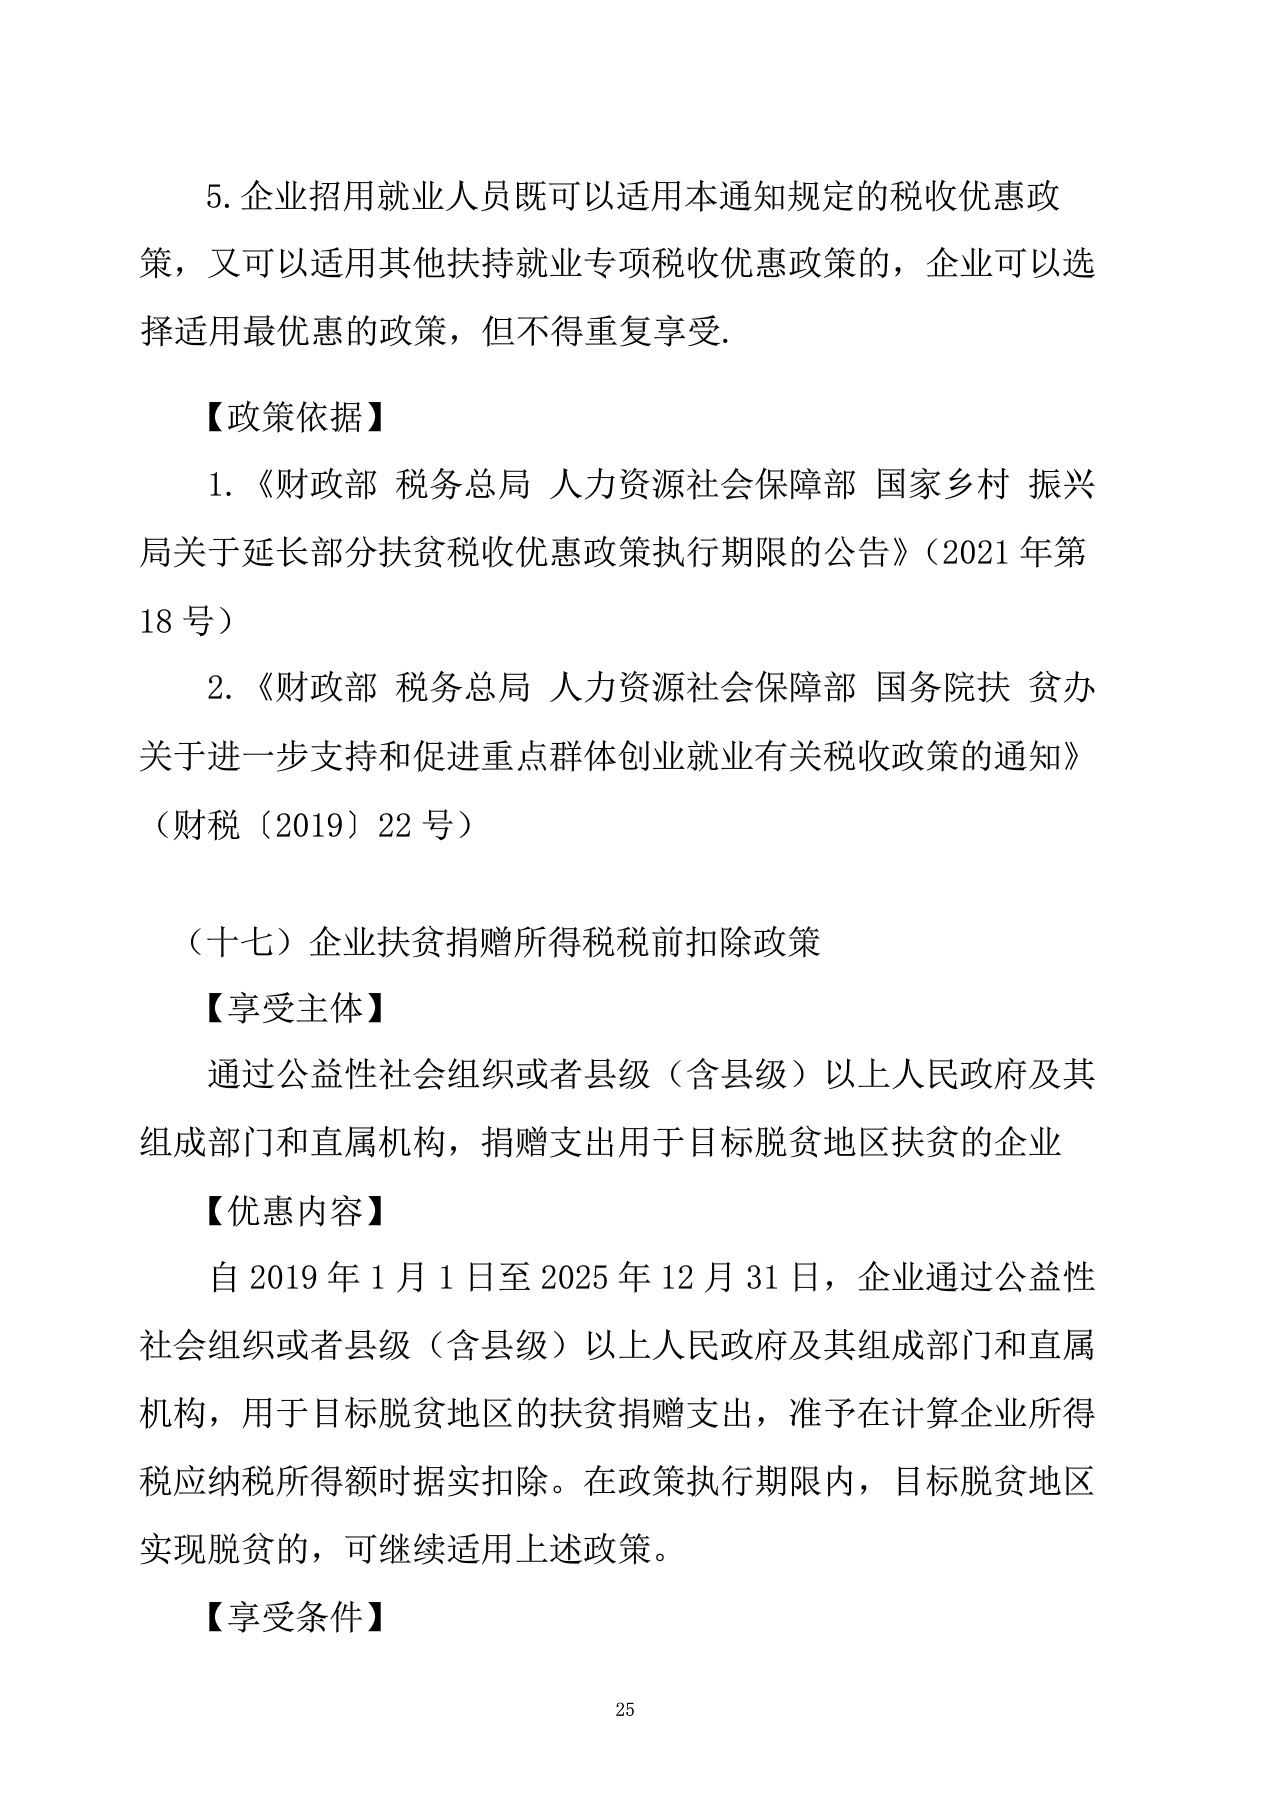 5.企业招用就业人员既可以适用本通知规定的税收优惠政
策，又可以适用其他扶持就业专项税收优惠政策的，企业可以选
择适用最优惠的政策，但不得重复享受.
【政策依据】
1.《财政部 税务总局 人力资源社会保障部 国家乡村 振兴
局关于延长部分扶贫税收优惠政策执行期限的公告》（2021 年第
18 号）
2.《财政部 税务总局 人力资源社会保障部 国务院扶 贫办
关于进一步支持和促进重点群体创业就业有关税收政策的通知》
（财税〔2019〕22 号）
（十七）企业扶贫捐赠所得税税前扣除政策
【享受主体】
通过公益性社会组织或者县级（含县级）以上人民政府及其
组成部门和直属机构，捐赠支出用于目标脱贫地区扶贫的企业
【优惠内容】
自 2019 年 1 月 1 日至 2025 年 12 月 31 日，企业通过公益性
社会组织或者县级（含县级）以上人民政府及其组成部门和直属
机构，用于目标脱贫地区的扶贫捐赠支出，准予在计算企业所得
税应纳税所得额时据实扣除。在政策执行期限内，目标脱贫地区
实现脱贫的，可继续适用上述政策。
【享受条件】
25